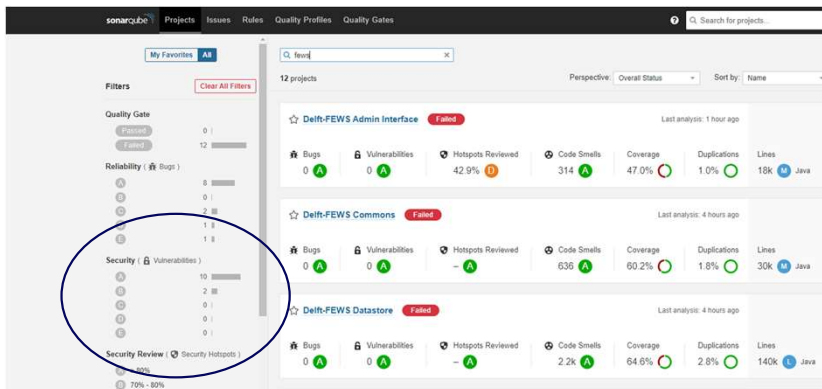 sonarqube Projects Issues Rules Quality Profiles Quality Gates ? Search for projects...
My Favorites All
fews ×
12 projects Perspective: Overall Status Sort by: Name
Filters Clear All Filters
Quality Gate
Passed 0
Failed 12
Reliability ( Bugs )
A 8
B 0
C 2
1
E 1
Security ( Vulnerabilities )
A 10
B 2
C 0
D 0
E 0
Security Review ( Security Hotspots )
80%
B 70% - 80%
Delft-FEWS Admin Interface Failed Last analysis: 1 hour ago
Bugs Vulnerabilities Hotspots Reviewed Code Smells Coverage Duplications Lines
0 A 0 A 42.9% D 314 A 47.0% 1.0% 18k M Java
Delft-FEWS Commons Failed Last analysis: 4 hours ago
Bugs Vulnerabilities Hotspots Reviewed Code Smells Coverage Duplications Lines
0 A 0 A – A 636 A 60.2% 1.8% 30k M Java
Delft-FEWS Datastore Failed Last analysis: 4 hours ago
Bugs Vulnerabilities Hotspots Reviewed Code Smells Coverage Duplications Lines
0 A 0 A – A 2.2k A 64.6% 2.8% 140k L Java